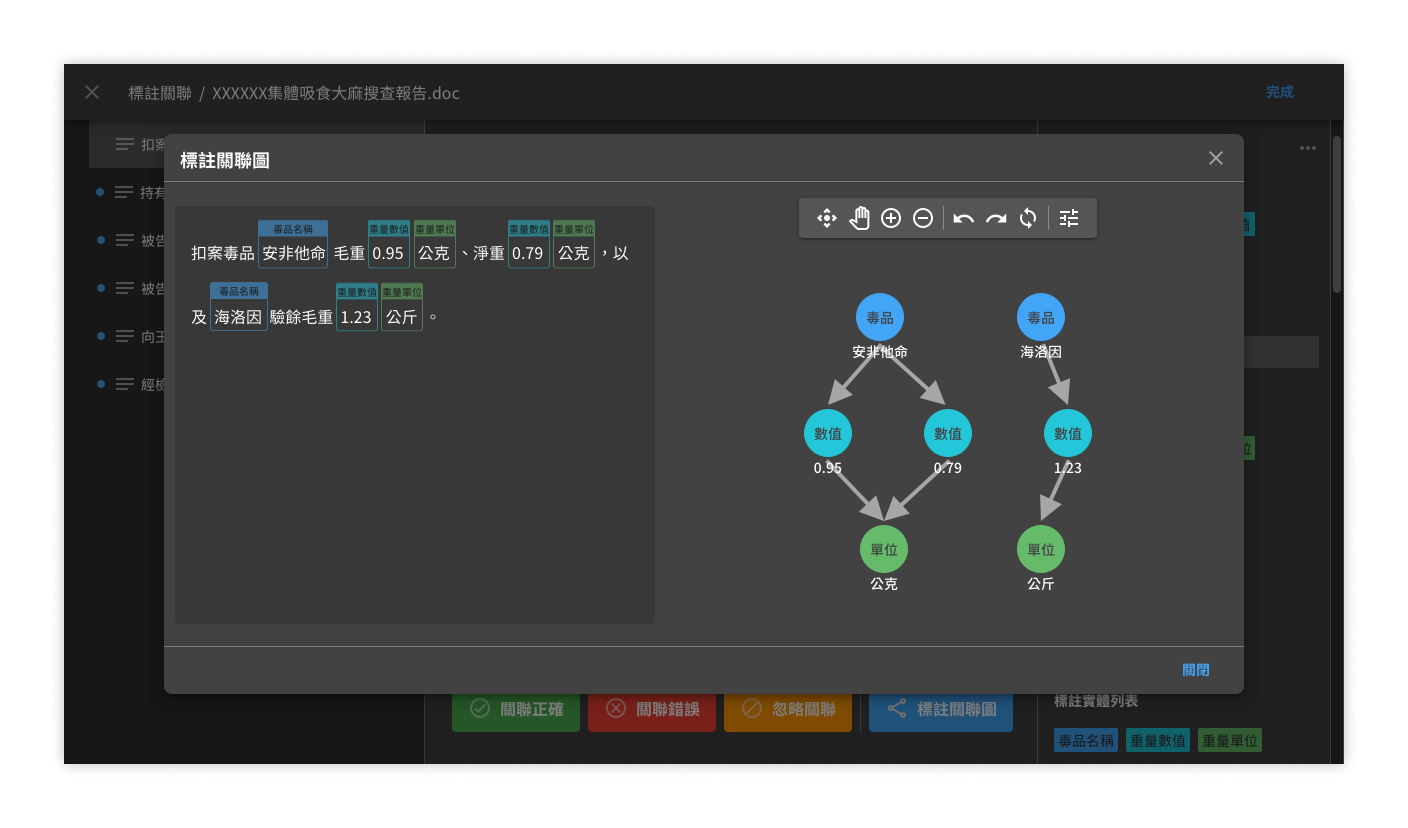 標註關聯 / XXXXXX集體吸食大麻搜查報告.doc
完成
扣案
持有
被告
被告
向王
經檢
標註關聯圖
毒品名稱 重量數值 重量單位 重量數值 重量單位
扣案毒品 安非他命 毛重 0.95 公克 、淨重 0.79 公克 ，以
毒品名稱 重量數值 重量單位
及 海洛因 驗餘毛重 1.23 公斤 。
毒品 毒品
安非他命 海洛因
數值 數值 數值
0.95 0.79 1.23
單位 單位
公克 公斤
關閉
關聯正確 關聯錯誤 忽略關聯 標註關聯圖
標註實體列表
毒品名稱 重量數值 重量單位